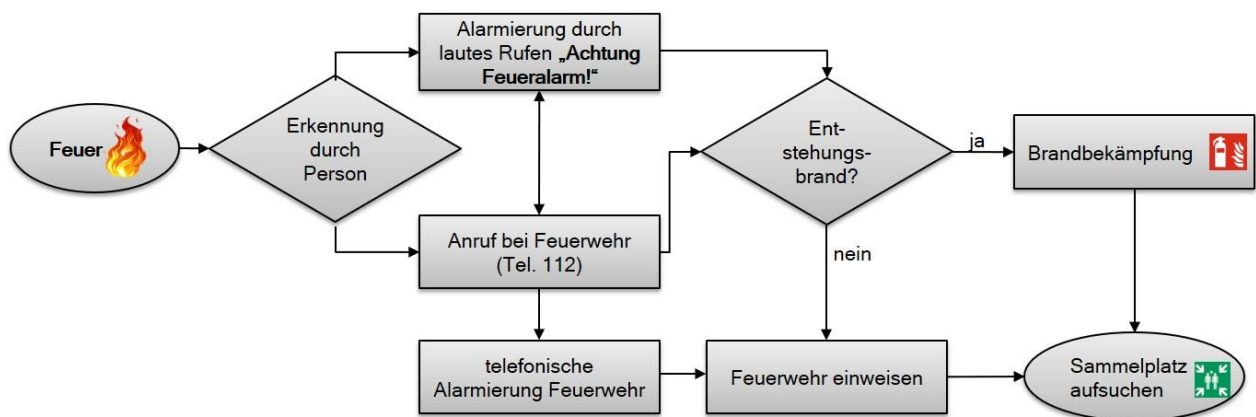 Feuer
Erkennung
durch
Person
Alarmierung durch
lautes Rufen „Achtung
Feueralarm!“
Anruf bei Feuerwehr
(Tel. 112)
telefonische
Alarmierung Feuerwehr
Ent-
stehungs-
brand?
ja
nein
Brandbekämpfung
Feuerwehr einweisen
Sammelplatz
aufsuchen